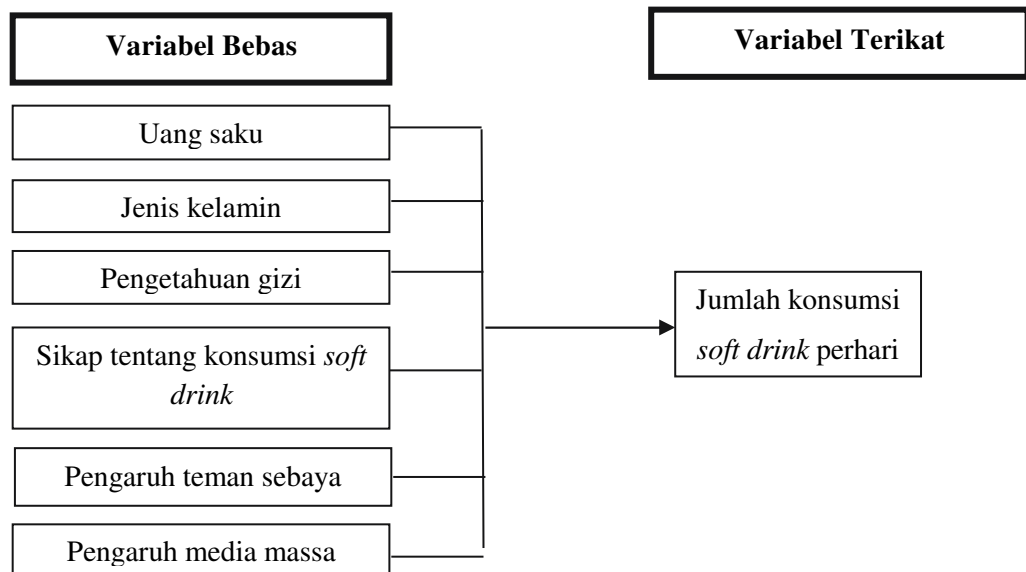 Variabel Bebas
Variabel Terikat
Uang saku
Jenis kelamin
Pengetahuan gizi
Sikap tentang konsumsi soft
drink
Pengaruh teman sebaya
Pengaruh media massa
Jumlah konsumsi
soft drink perhari